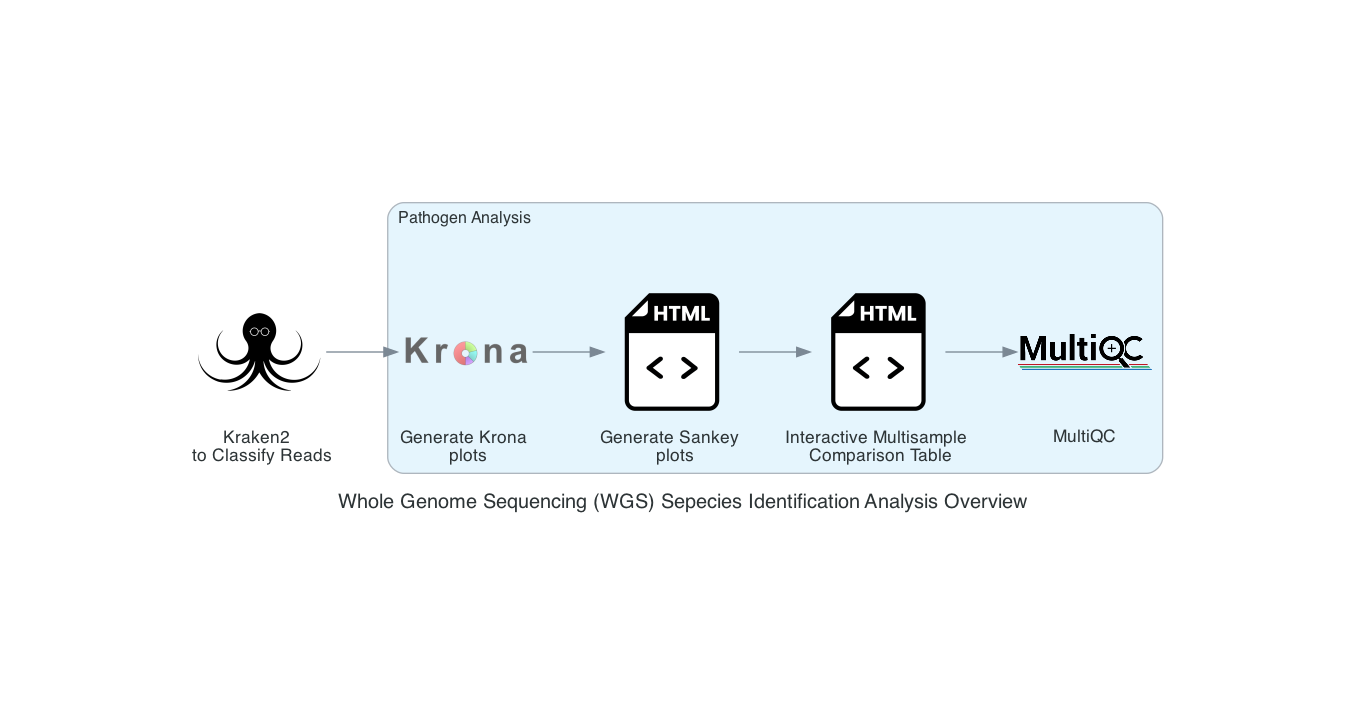 Pathogen Analysis
HTML
HTML
Krona
MultiQC
Kraken2
to Classify Reads
Generate Krona
plots
Generate Sankey
plots
Interactive Multisample
Comparison Table
MultiQC
Whole Genome Sequencing (WGS) Sepecies Identification Analysis Overview